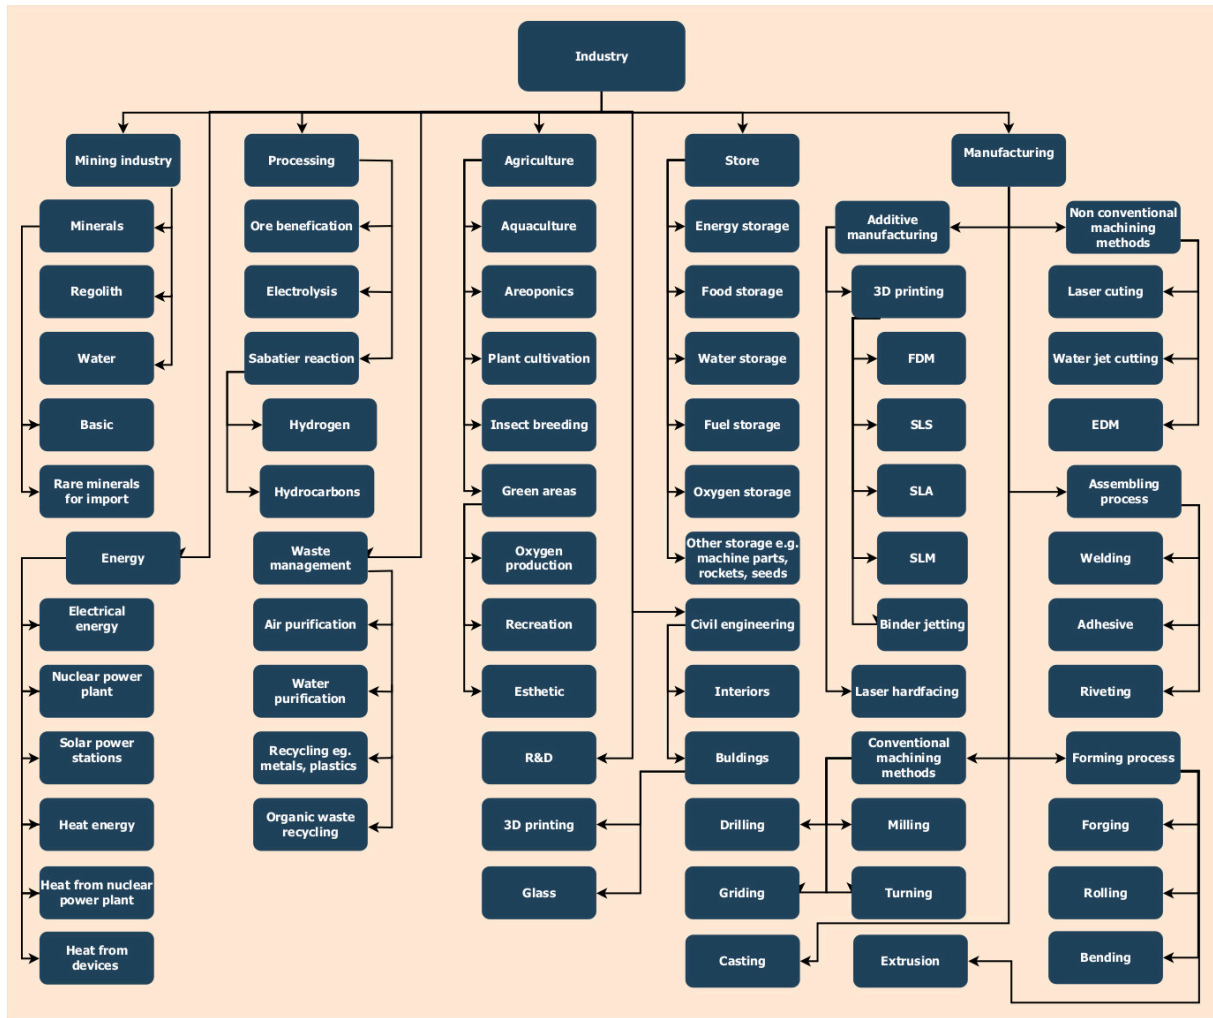 Industry
Mining industry
Processing
Agriculture
Store
Manufacturing
Minerals
Ore benefication
Aquaculture
Energy storage
Additive
manufacturing
Non conventional
machining
methods
Regolith
Electrolysis
Areoponics
Food storage
3D printing
Laser cuting
Water
Sabatier reaction
Plant cultivation
Water storage
FDM
Water jet cutting
Basic
Hydrogen
Insect breeding
Fuel storage
SLS
EDM
Rare minerals
for import
Hydrocarbons
Green areas
Oxygen storage
SLA
Assembling
process
Energy
Waste
management
Oxygen
production
Other storage e.g.
machine parts,
rockets, seeds
SLM
Welding
Electrical
energy
Air purification
Recreation
Civil engineering
Binder jetting
Adhesive
Nuclear power
plant
Water
purification
Esthetic
Interiors
Laser hardfacing
Riveting
Solar power
stations
Recycling eg.
metals, plastics
R&D
Buldings
Conventional
machining
methods
Forming process
Heat energy
Organic waste
recycling
3D printing
Drilling
Milling
Forging
Heat from nuclear
power plant
Glass
Griding
Turning
Rolling
Heat from
devices
Casting
Extrusion
Bending